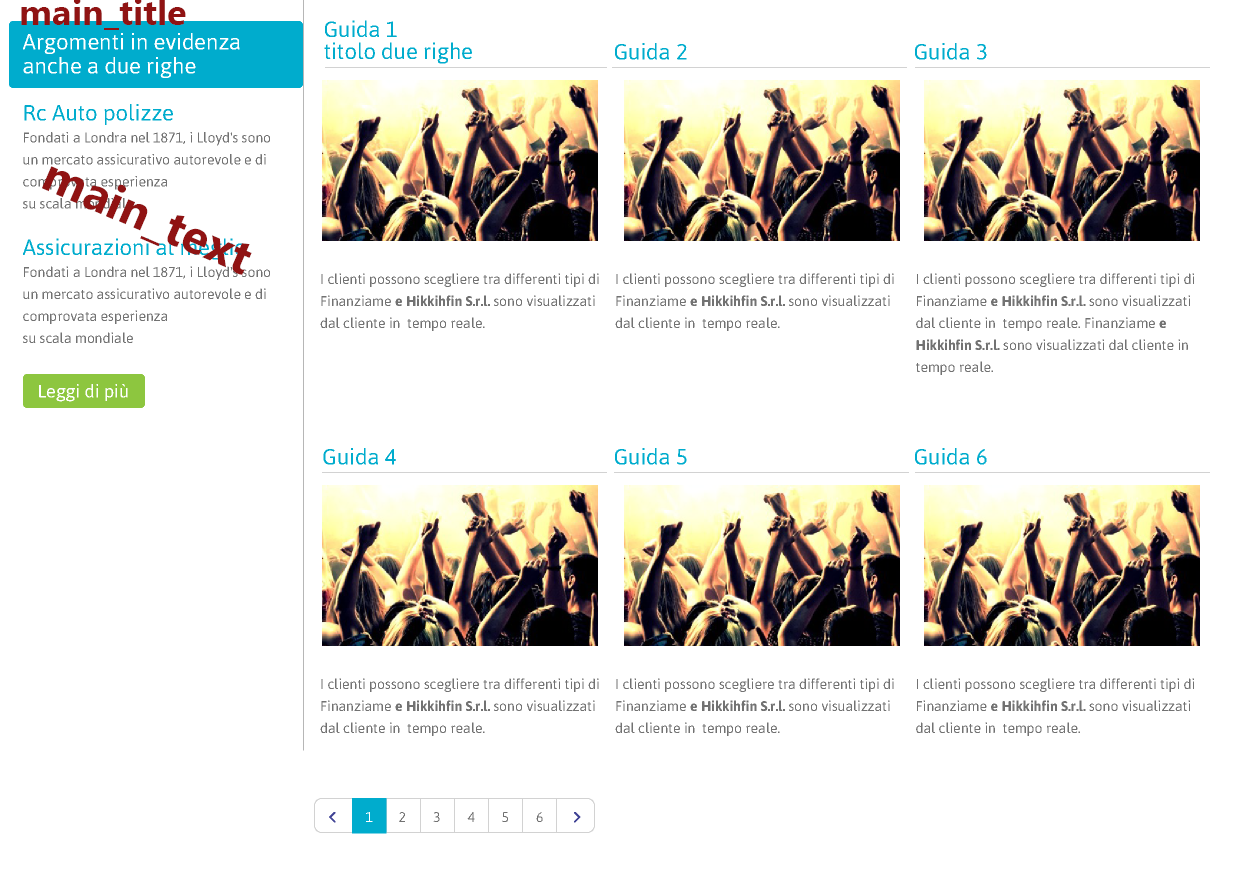 main_title
Argomenti in evidenza
anche a due righe
Rc Auto polizze
Fondati a Londra nel 1871, i Lloyd's sono
un mercato assicurativo autorevole e di
comprovata esperienza
su scala mondiale
main_text
Assicurazioni al meglio
Fondati a Londra nel 1871, i Lloyd's sono
un mercato assicurativo autorevole e di
comprovata esperienza
su scala mondiale
Leggi di più
Guida 1
titolo due righe
I clienti possono scegliere tra differenti tipi di
Finanziame e Hikkihfin S.r.l. sono visualizzati
dal cliente in tempo reale.
Guida 2
I clienti possono scegliere tra differenti tipi di
Finanziame e Hikkihfin S.r.l. sono visualizzati
dal cliente in tempo reale.
Guida 3
I clienti possono scegliere tra differenti tipi di
Finanziame e Hikkihfin S.r.l. sono visualizzati
dal cliente in tempo reale. Finanziame e
Hikkihfin S.r.l. sono visualizzati dal cliente in
tempo reale.
Guida 4
I clienti possono scegliere tra differenti tipi di
Finanziame e Hikkihfin S.r.l. sono visualizzati
dal cliente in tempo reale.
Guida 5
I clienti possono scegliere tra differenti tipi di
Finanziame e Hikkihfin S.r.l. sono visualizzati
dal cliente in tempo reale.
Guida 6
I clienti possono scegliere tra differenti tipi di
Finanziame e Hikkihfin S.r.l. sono visualizzati
dal cliente in tempo reale.
1 2 3 4 5 6